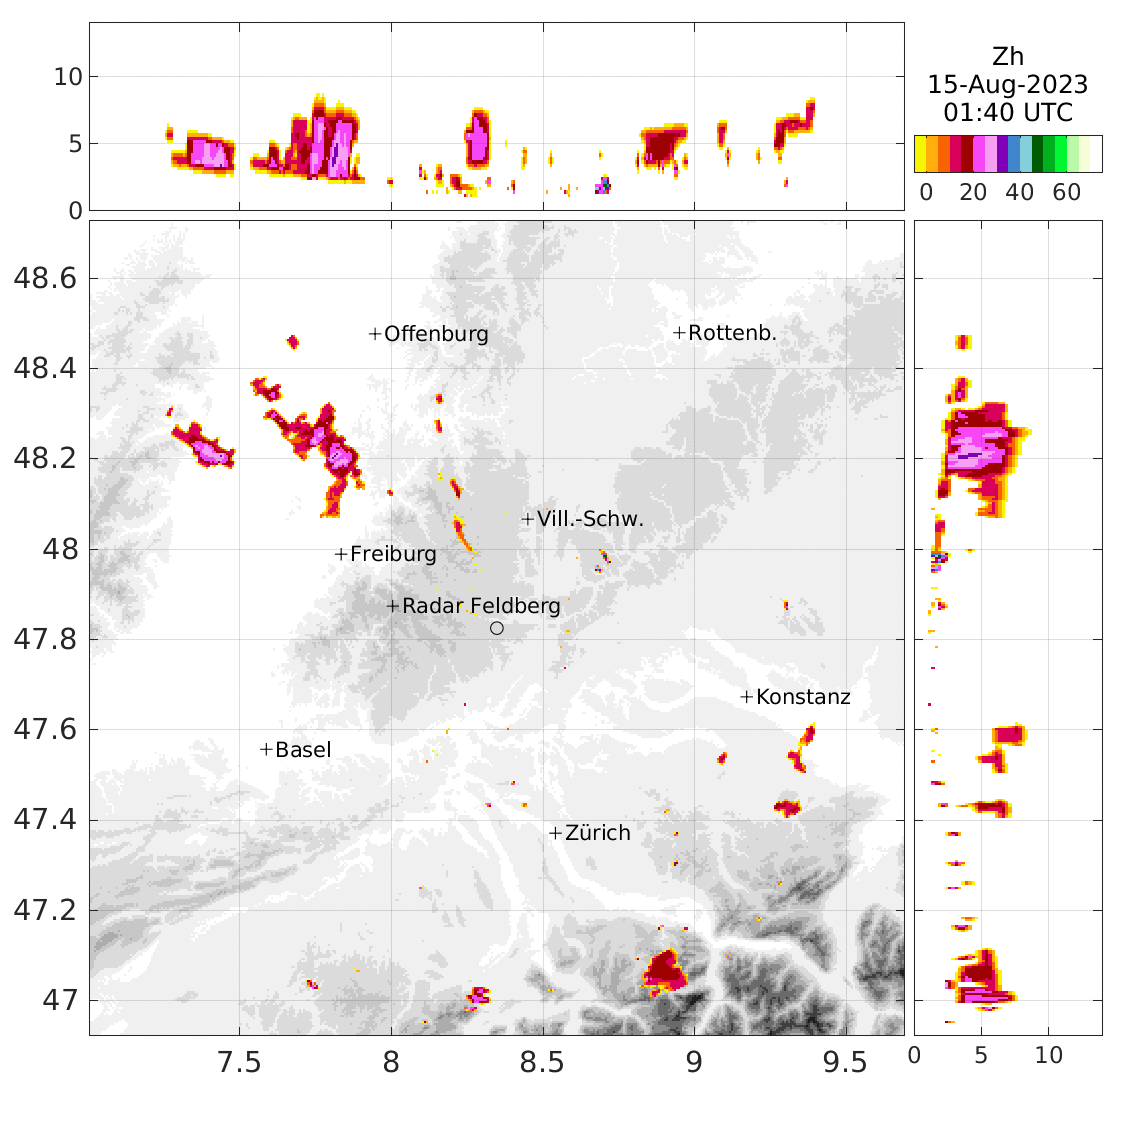 Zh
15-Aug-2023
01:40 UTC
0 20 40 60
10
5
0
48.6
48.4
48.2
48
47.8
47.6
47.4
47.2
47
+Offenburg
+Rottenb.
+Vill.-Schw.
+Freiburg
+Radar Feldberg
+Konstanz
+Basel
+Zürich
7.5 8 8.5 9 9.5
0 5 10